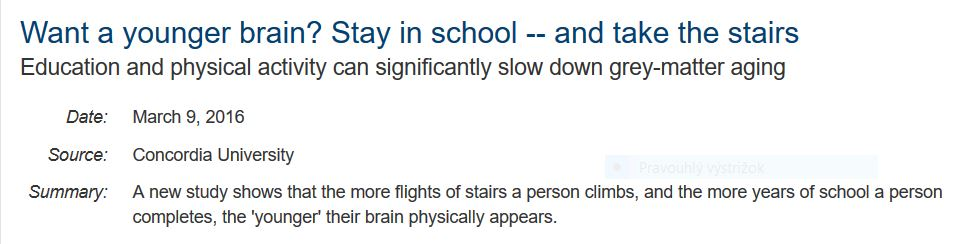 Want a younger brain? Stay in school -- and take the stairs
Education and physical activity can significantly slow down grey-matter aging
Date: March 9, 2016
Source: Concordia University
Pravouhlý výstrižok
Summary: A new study shows that the more flights of stairs a person climbs, and the more years of school a person
completes, the 'younger' their brain physically appears.